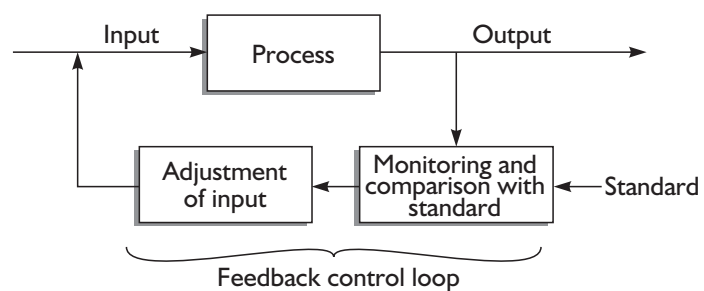 Input
Output
Process
Adjustment
of input
Monitoring and
comparison with
standard
Standard
Feedback control loop